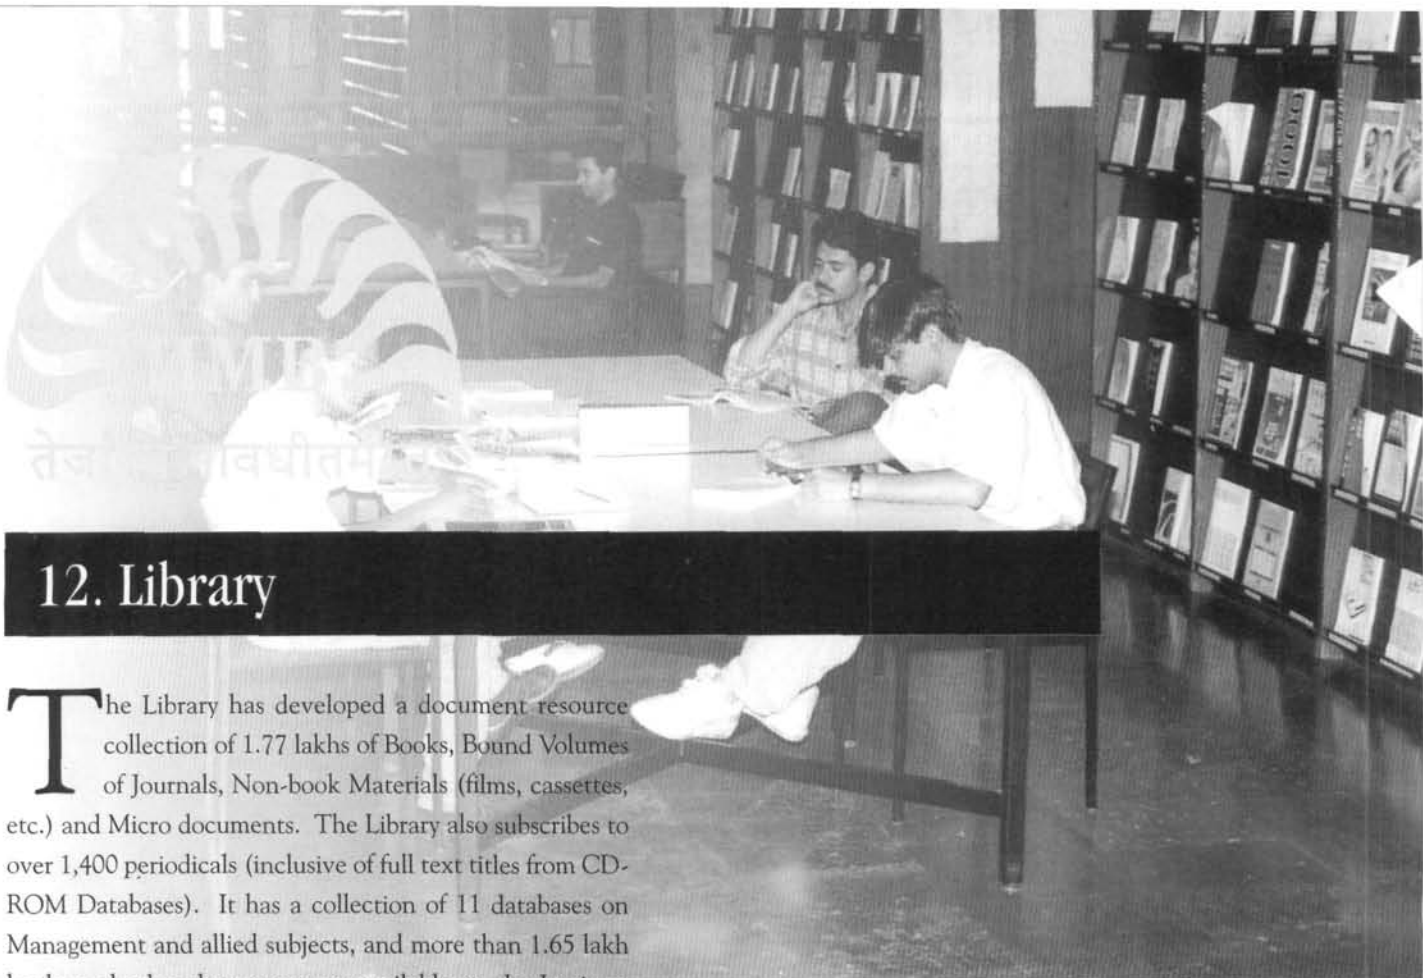 तेज
वधीतम
12. Library
The Library has developed a document resource
collection of 1.77 lakhs of Books, Bound Volumes
of Journals, Non-book Materials (films, cassettes,
etc.) and Micro documents. The Library also subscribes to
over 1,400 periodicals (inclusive of full text titles from CD-
ROM Databases). It has a collection of 11 databases on
Management and allied subjects, and more than 1.65 lakh